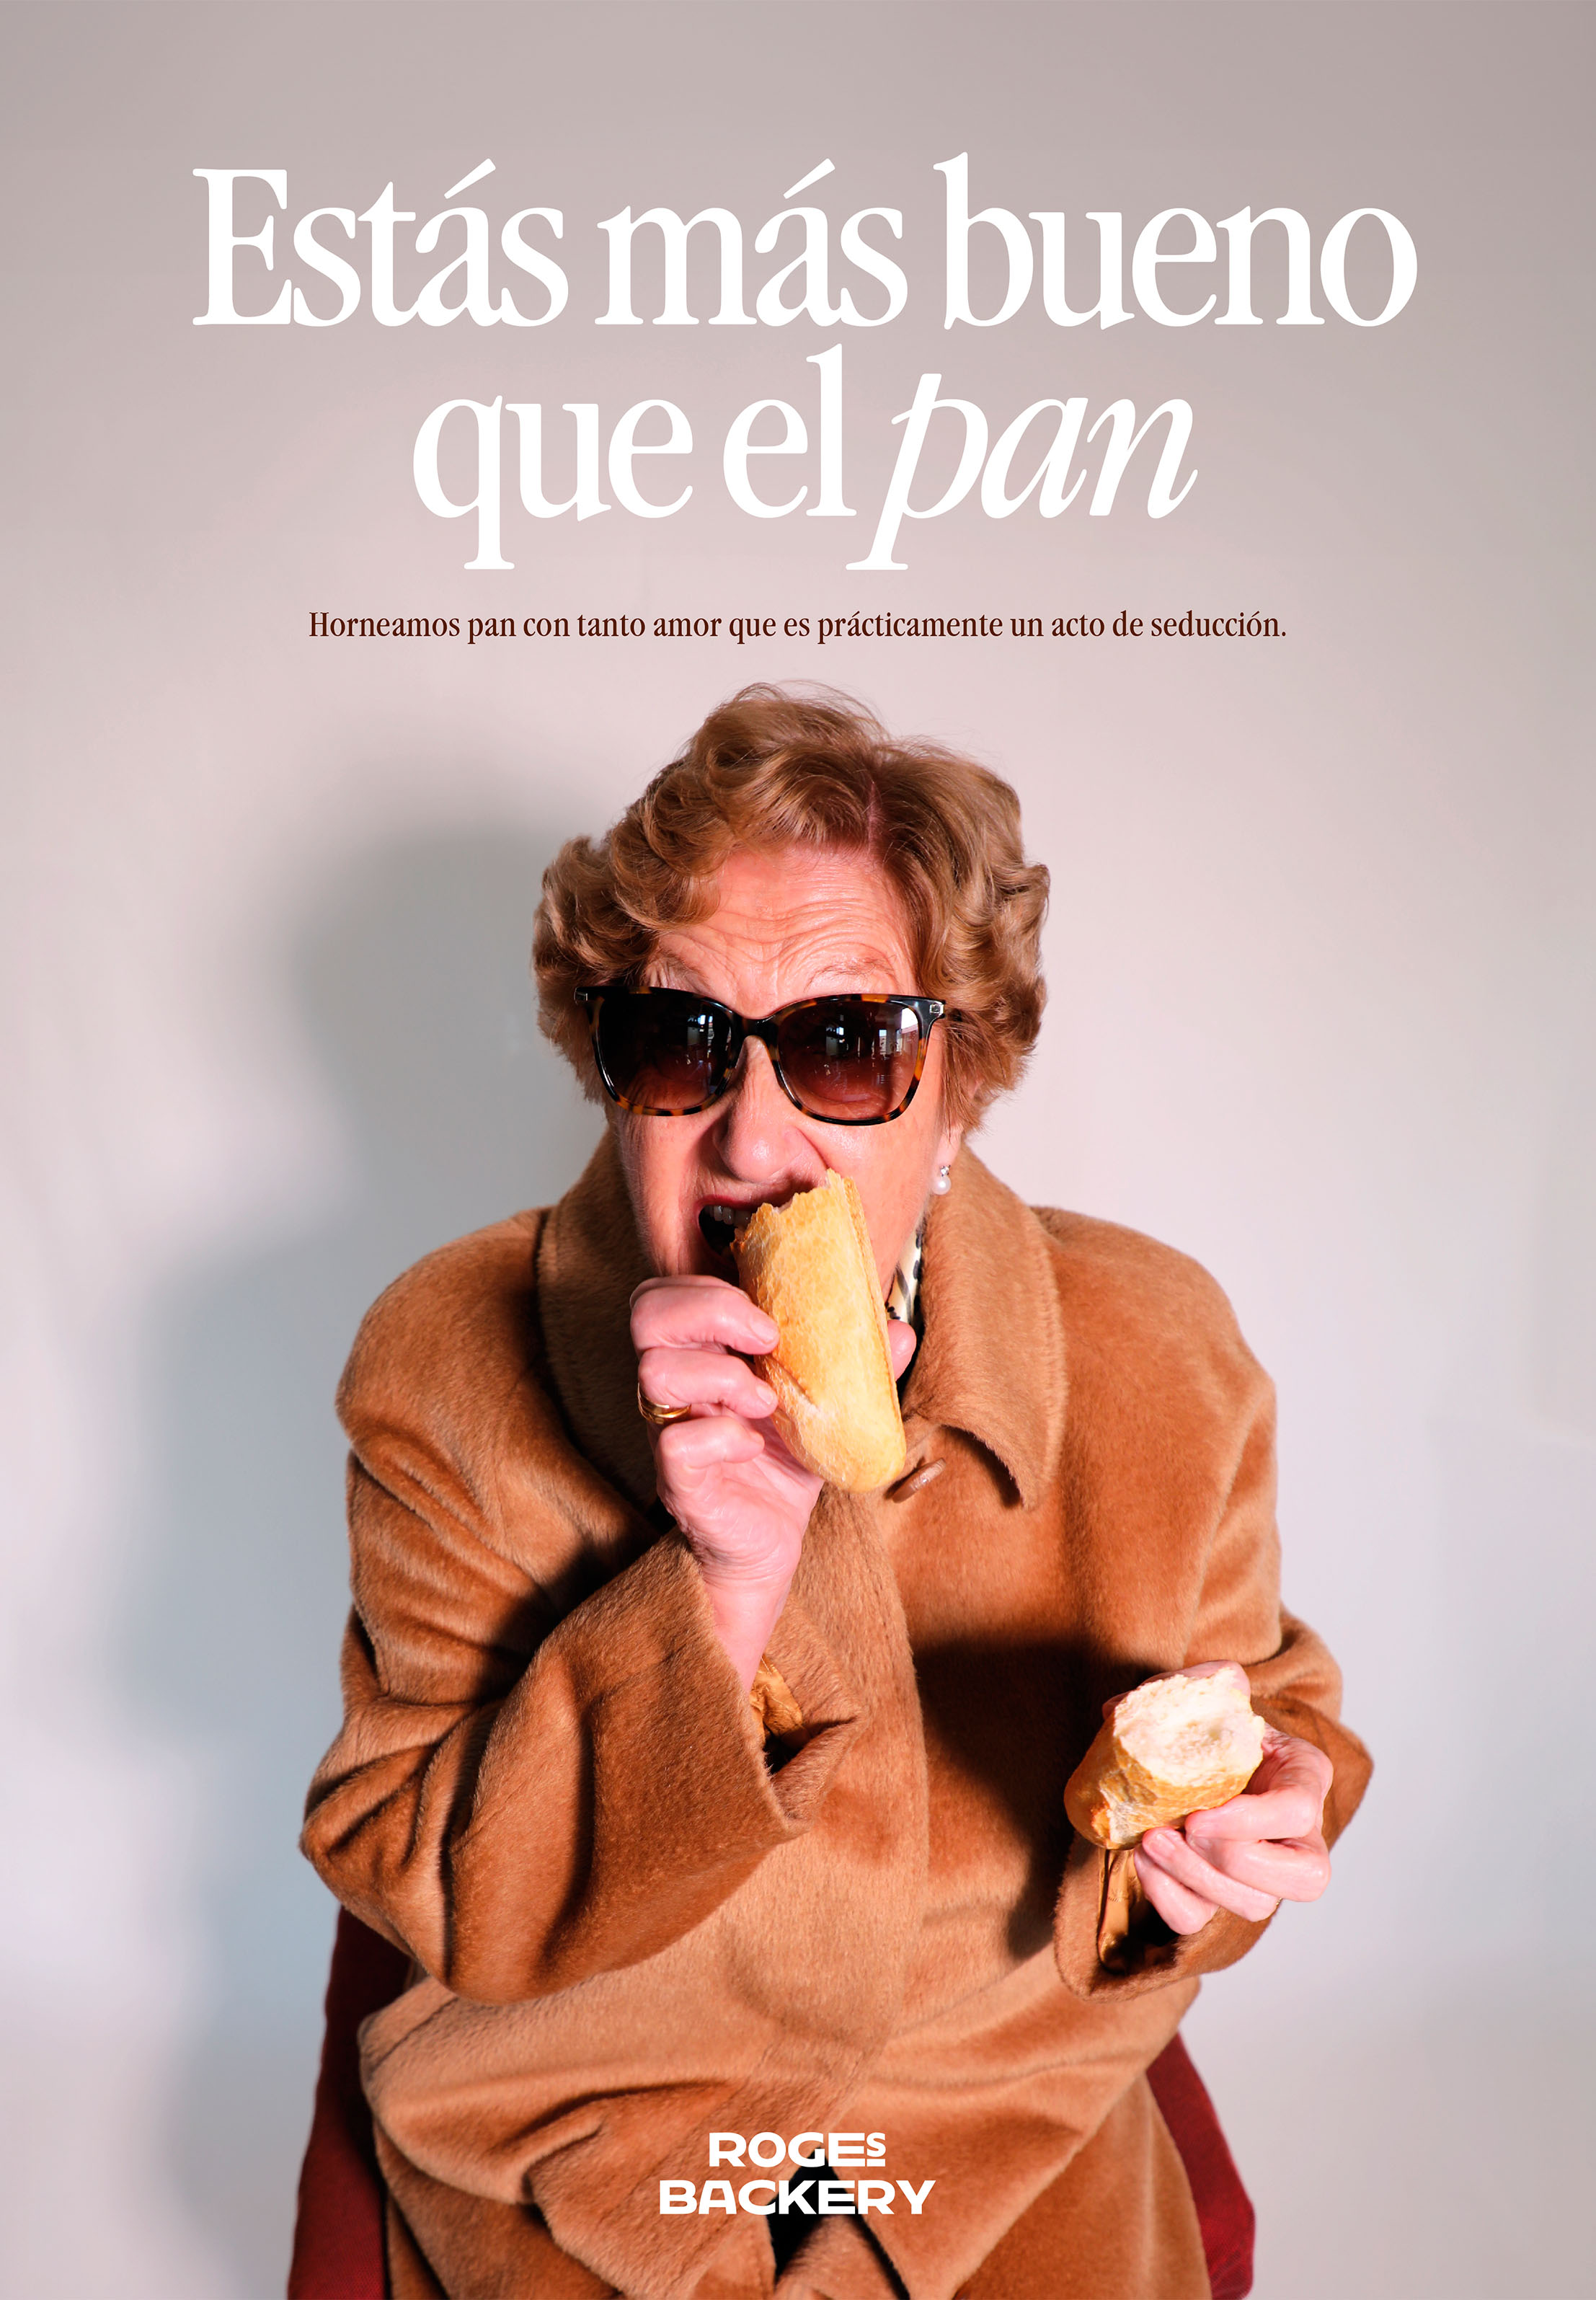 Estás más bueno
que el pan
Horneamos pan con tanto amor que es prácticamente un acto de seducción.
ROGES
BACKERY